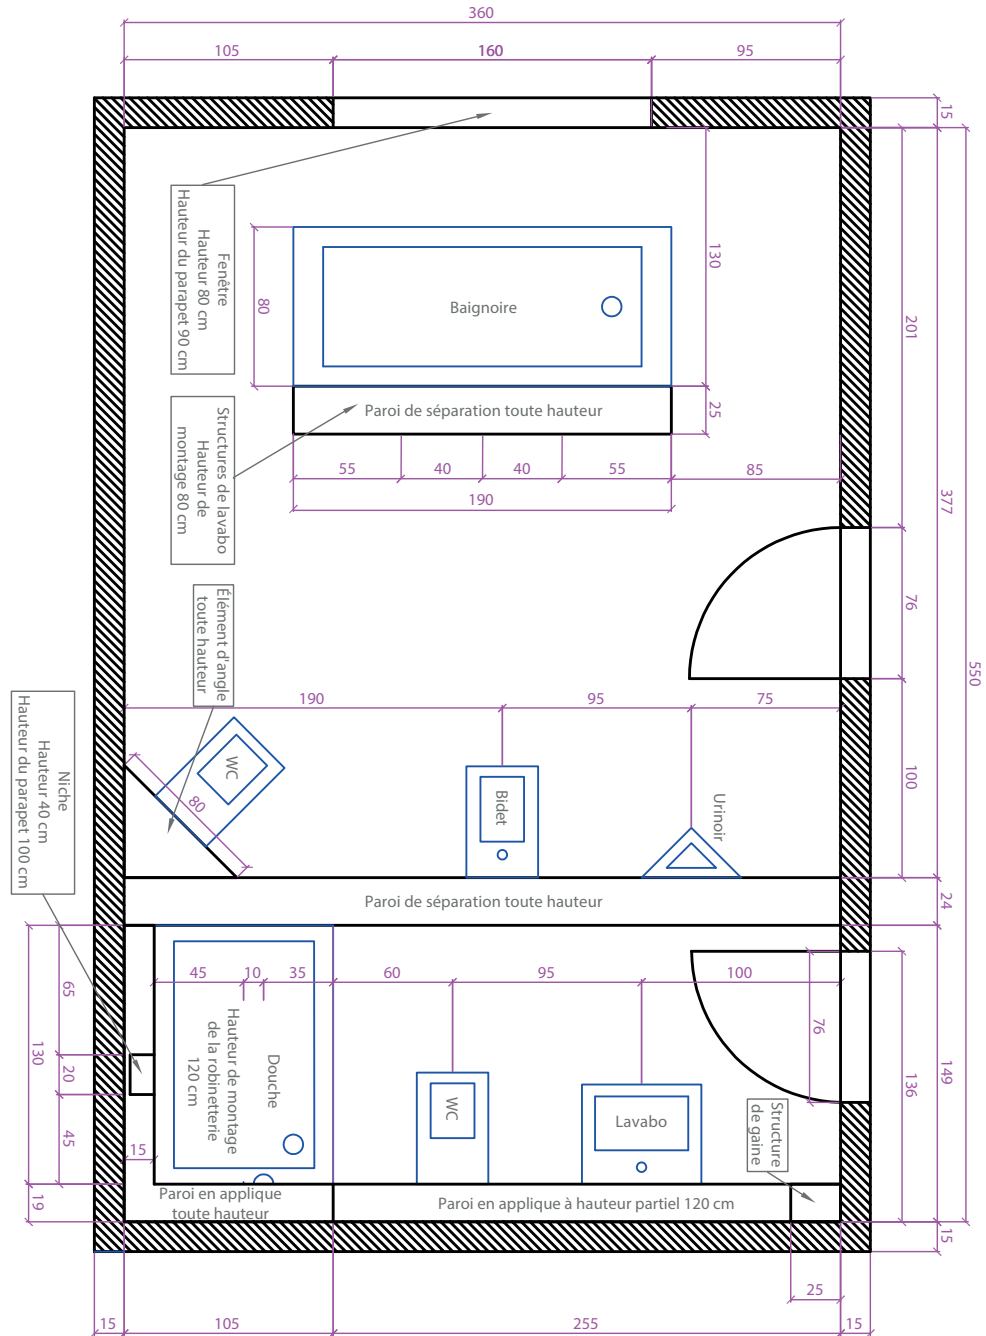 360
105
160
95
15
Fenêtre
Hauteur 80 cm
Hauteur du parapet 90 cm
80
Baignoire
130
201
Paroi de séparation toute hauteur
25
Structures de lavabo
Hauteur de
montage 80 cm
55
40
40
55
85
190
377
76
550
Élément d'angle
toute hauteur
190
95
75
100
WC
80
Bidet
Urinoir
Niche
Hauteur 40 cm
Hauteur du parapet 100 cm
Paroi de séparation toute hauteur
24
45
10
35
60
95
100
65
130
20
45
15
19
Hauteur de montage
de la robinetterie
120 cm
Douche
WC
Lavabo
76
136
149
Structure
de gaine
Paroi en applique
toute hauteur
Paroi en applique à hauteur partiel 120 cm
15
25
15
105
255
15